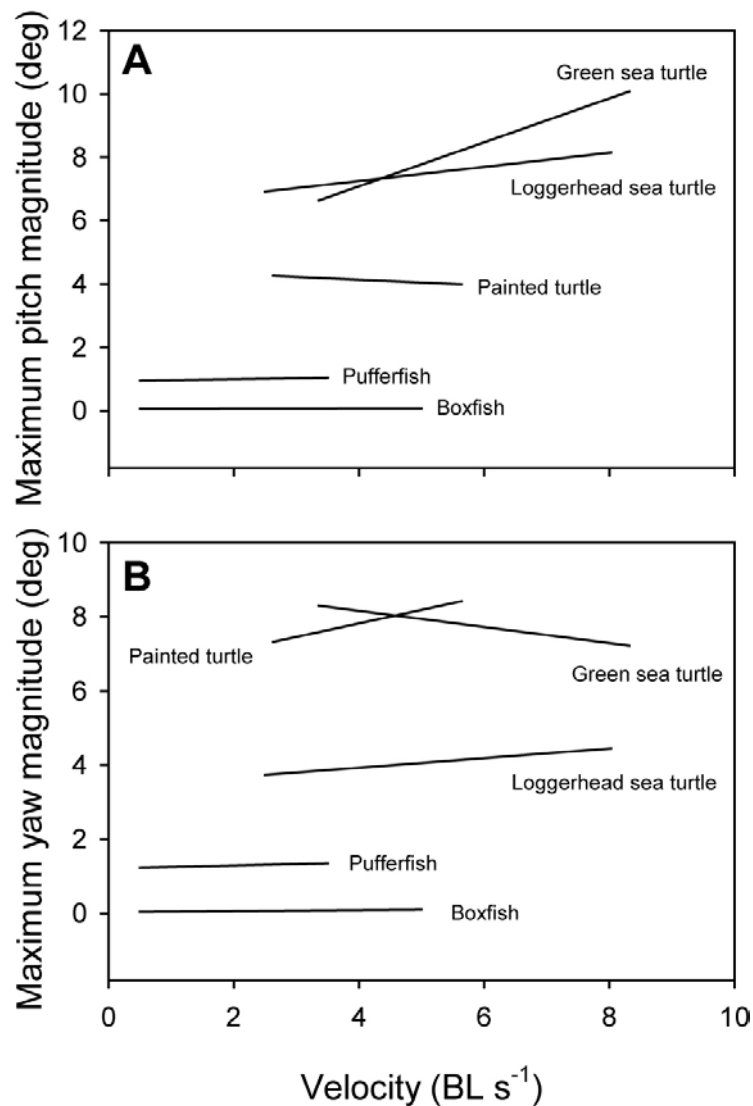 A
Maximum pitch magnitude (deg)
12
10
8
6
4
2
0
Green sea turtle
Loggerhead sea turtle
Painted turtle
Pufferfish
Boxfish
B
Maximum yaw magnitude (deg)
10
8
6
4
2
0
Painted turtle
Green sea turtle
Loggerhead sea turtle
Pufferfish
Boxfish
0 2 4 6 8 10
Velocity (BL s⁻¹)